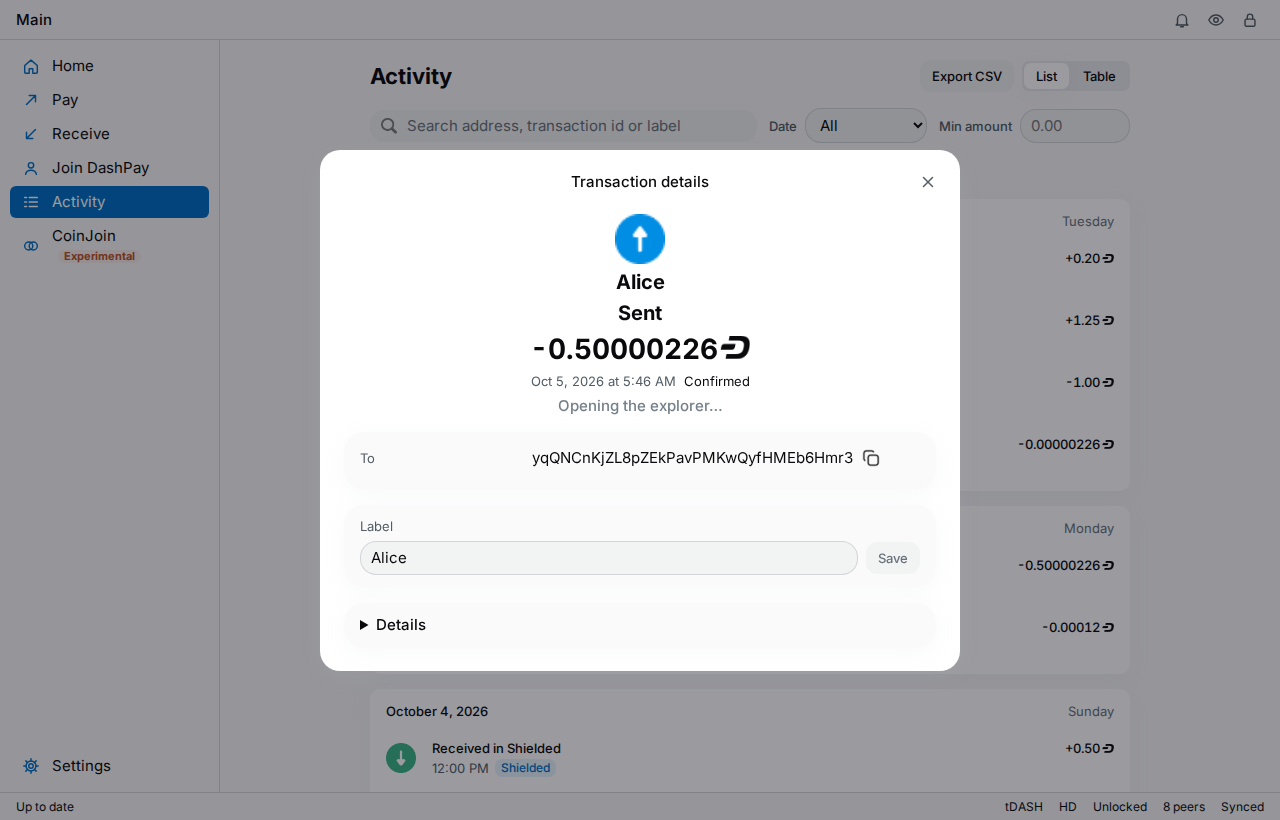 Main
Home
Pay
Receive
Join DashPay
Activity
CoinJoin
Experimental
Settings
Activity
Export CSV
List
Table
Search address, transaction id or label
Date
All
Min amount
0.00
Tuesday
+0.20
+1.25
-1.00
-0.00000226
Monday
-0.50000226
-0.00012
October 4, 2026
Sunday
Received in Shielded
+0.50
12:00 PM
Shielded
Transaction details
Alice
Sent
-0.50000226
Oct 5, 2026 at 5:46 AM Confirmed
Opening the explorer...
To
yqQNCnKjZL8pZEkPavPMKwQyfHMEb6Hmr3
Label
Alice
Save
Details
Up to date
tDASH
HD
Unlocked
8 peers
Synced